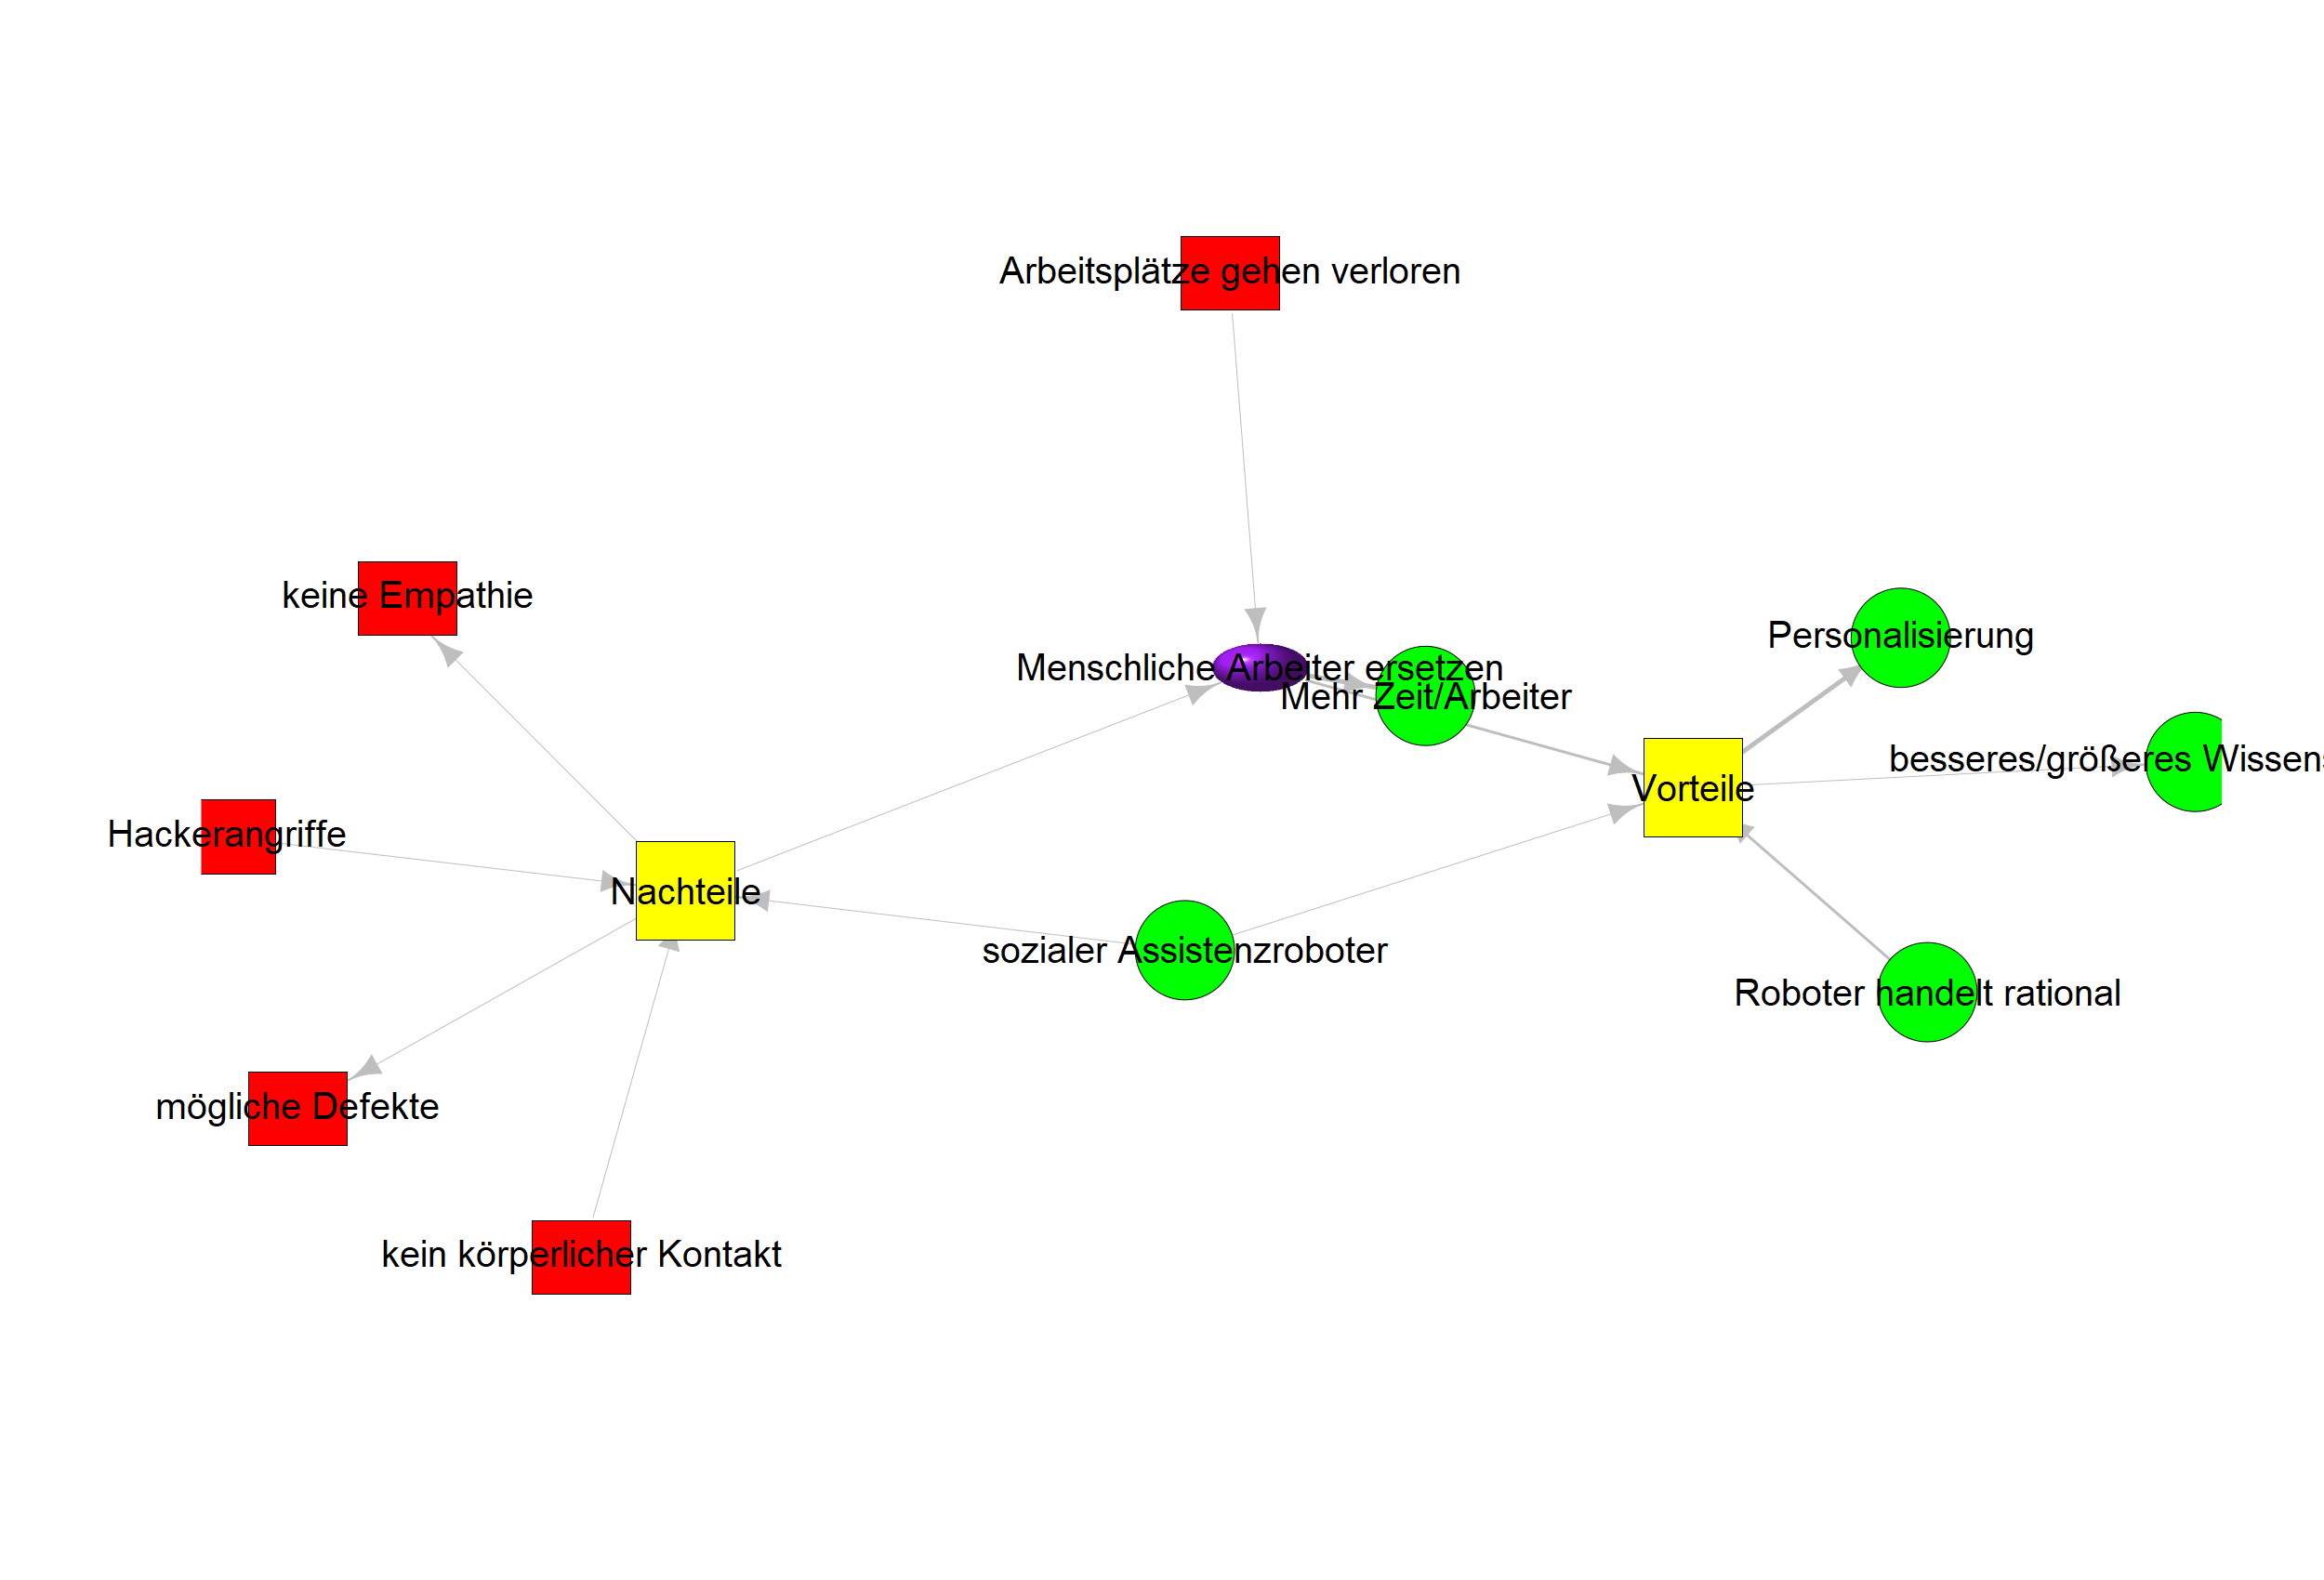 Arbeitsplätze gehen verloren
keine Empathie
Personalisierung
Menschliche Arbeiter ersetzen
Mehr Zeit/Arbeiter
besseres/größeres Wissens
Vorteile
Hackerangriffe
Nachteile
sozialer Assistenzroboter
Roboter handelt rational
mögliche Defekte
kein körperlicher Kontakt